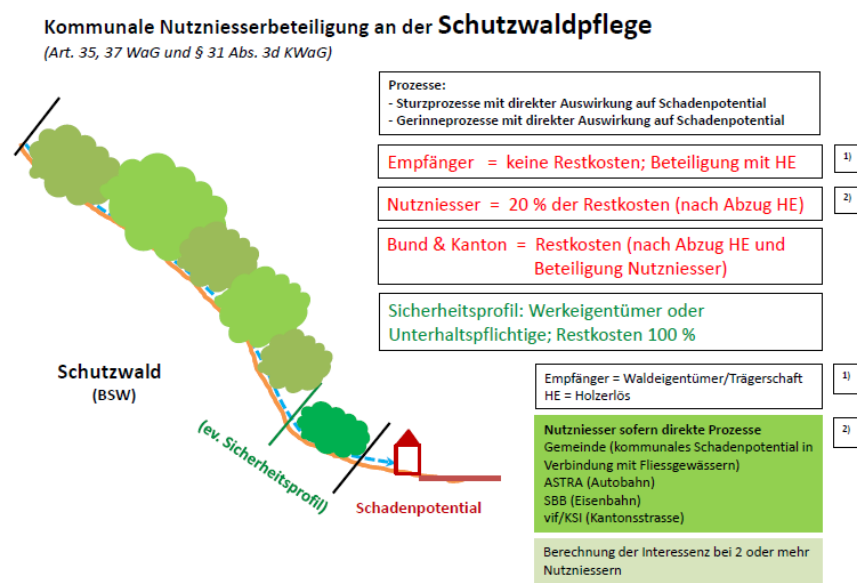 Kommunale Nutzniesserbeteiligung an der Schutzwaldpflege
(Art. 35, 37 WaG und § 31 Abs. 3d KWaG)
Prozesse:
- Sturzprozesse mit direkter Auswirkung auf Schadenpotential
- Gerinneprozesse mit direkter Auswirkung auf Schadenpotential
Empfänger = keine Restkosten; Beteiligung mit HE
1)
Nutzniesser = 20 % der Restkosten (nach Abzug HE)
2)
Bund & Kanton = Restkosten (nach Abzug HE und
Beteiligung Nutzniesser)
Sicherheitsprofil: Werkeigentümer oder
Unterhaltspflichtige; Restkosten 100 %
Schutzwald
(BSW)
(ev. Sicherheitsprofil)
Schadenpotential
Empfänger = Waldeigentümer/Trägerschaft
HE = Holzerlös
1)
Nutzniesser sofern direkte Prozesse
Gemeinde (kommunales Schadenpotential in
Verbindung mit Fliessgewässern)
ASTRA (Autobahn)
SBB (Eisenbahn)
vif/KSI (Kantonsstrasse)
2)
Berechnung der Interessenz bei 2 oder mehr
Nutzniessern